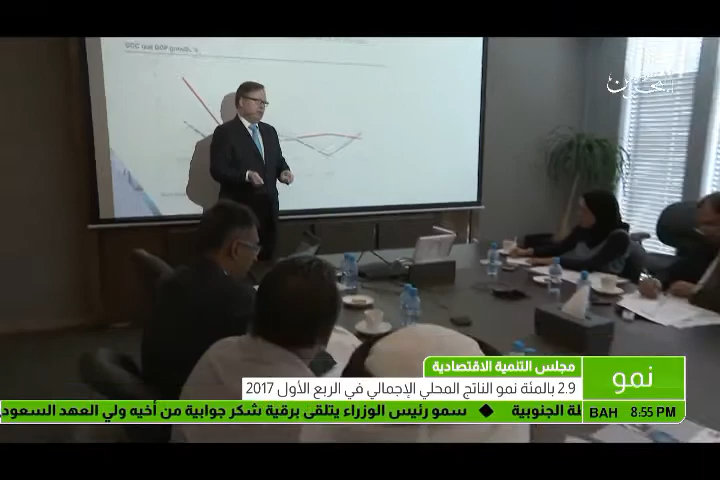 GCC real GDP growth, %
البحرين
مجلس التنمية الاقتصادية
نمو
2.9 بالمئة نمو الناتج المحلي الإجمالي في الربع الأول 2017
لة الجنوبية ◆ سمو رئيس الوزراء يتلقى برقية شكر جوابية من أخيه ولي العهد السعود
BAH 8:55 PM